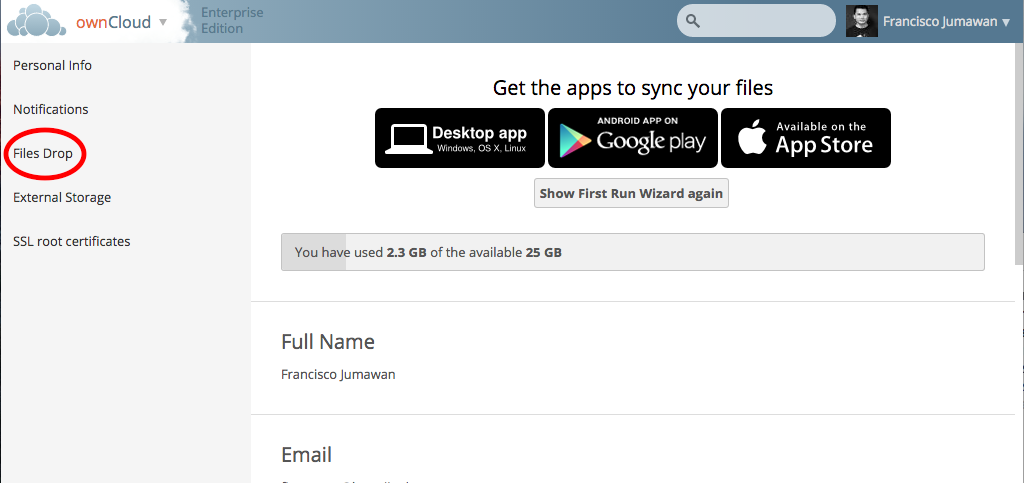 ownCloud
Enterprise
Edition
Francisco Jumawan
Personal Info
Notifications
Files Drop
External Storage
SSL root certificates
Get the apps to sync your files
Desktop app
Windows, OS X, Linux
ANDROID APP ON
Google play
Available on the
App Store
Show First Run Wizard again
You have used 2.3 GB of the available 25 GB
Full Name
Francisco Jumawan
Email